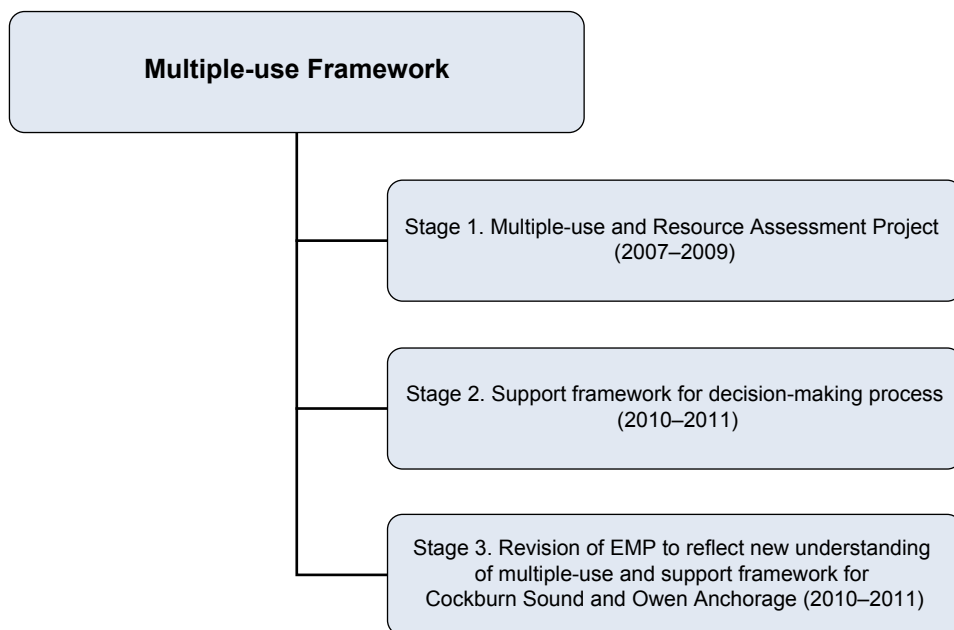 Multiple-use Framework
Stage 1. Multiple-use and Resource Assessment Project
(2007–2009)
Stage 2. Support framework for decision-making process
(2010–2011)
Stage 3. Revision of EMP to reflect new understanding
of multiple-use and support framework for
Cockburn Sound and Owen Anchorage (2010–2011)